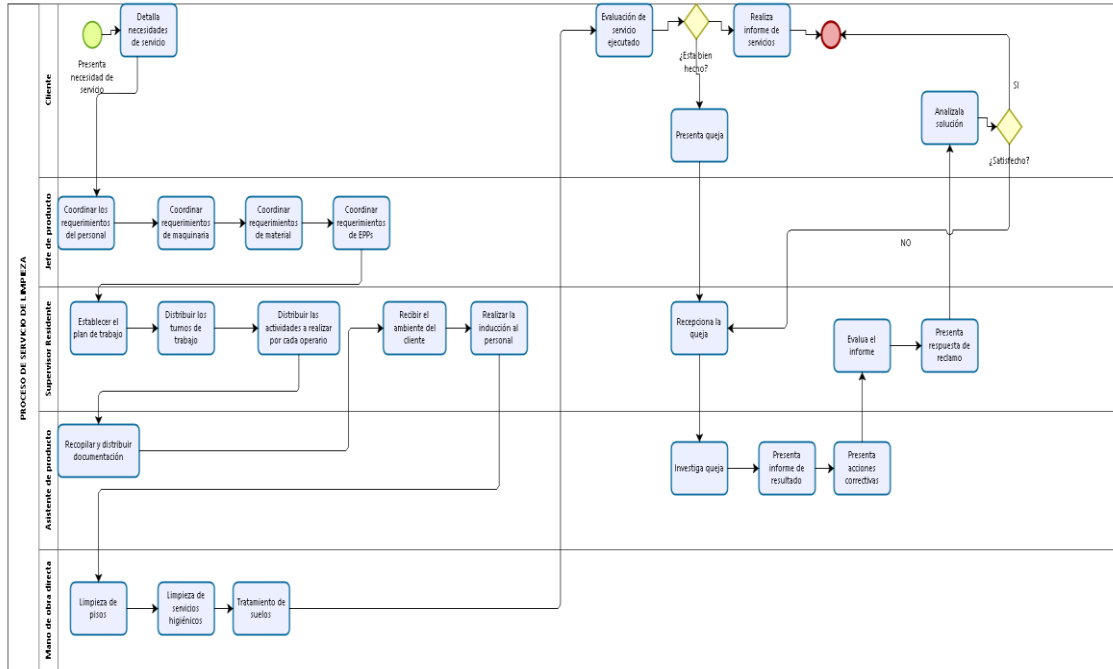 PROCESO DE SERVICIO DE LIMPIEZA
Cliente
Presenta
necesidad de
servicio
Detalla
necesidades
de servicio
Evaluación de
servicio
ejecutado
¿Esta bien
hecho?
Realiza
informe de
servicios
Presenta queja
Analizala
solución
SI
¿Satisfecho?
NO
Jefe de producto
Coordinar los
requerimientos
del personal
Coordinar
requerimientos
de maquinaria
Coordinar
requerimientos
de material
Coordinar
requerimientos
de EPPs
Supervisor Residente
Establecer el
plan de trabajo
Distribuir los
turnos de
trabajo
Distribuir las
actividades a realizar
por cada operario
Recibir el
ambiente del
cliente
Realizar la
inducción al
personal
Recepciona la
queja
Evalua el
informe
Presenta
respuesta de
reclamo
Asistente de producto
Recopilar y distribuir
documentación
Investiga queja
Presenta
informe de
resultado
Presenta
acciones
correctivas
Mano de obra directa
Limpieza de
pisos
Limpieza de
servicios
higiénicos
Tratamiento de
suelos